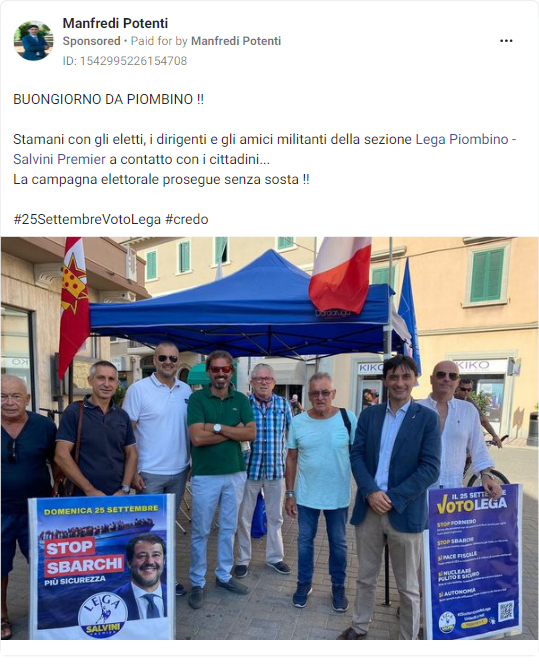 Manfredi Potenti
Sponsored • Paid for by Manfredi Potenti
ID: 1542995226154708
BUONGIORNO DA PIOMBINO !!
Stamani con gli eletti, i dirigenti e gli amici militanti della sezione Lega Piombino -
Salvini Premier a contatto con i cittadini...
La campagna elettorale prosegue senza sosta !!
#25SettembreVotoLega #credo
KIKO
KIKO
DOMENICA 25 SETTEMBRE
STOP
SBARCHI
PIÙ SICUREZZA
LEGA
SALVINI
PREMIER
IL 25 SETTEMBRE
VOTO LEGA
STOP FORNERO
STOP SBARCHI
SÌ PACE FISCALE
SÌ NUCLEARE
PULITO E SICURO
SÌ AUTONOMIA